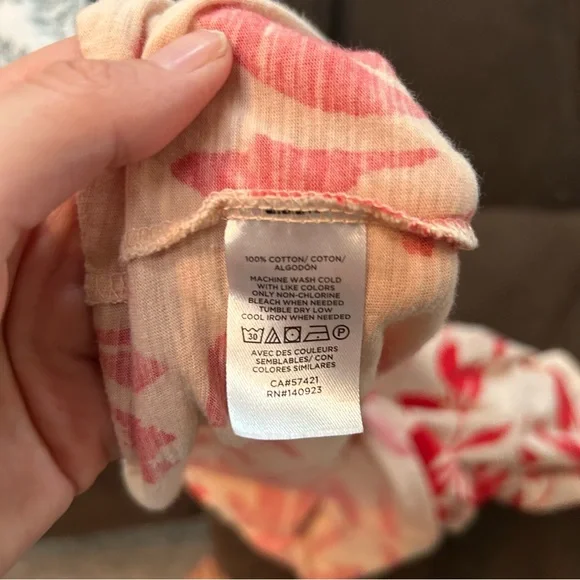 100% COTTON/ COTON/
ALGODÓN
MACHINE WASH COLD
WITH LIKE COLORS
ONLY NON-CHLORINE
BLEACH WHEN NEEDED
TUMBLE DRY LOW
COOL IRON WHEN NEEDED
30 P
AVEC DES COULEURS
SEMBLABLES/ CON
COLORES SIMILARES
CA#57421
RN#140923